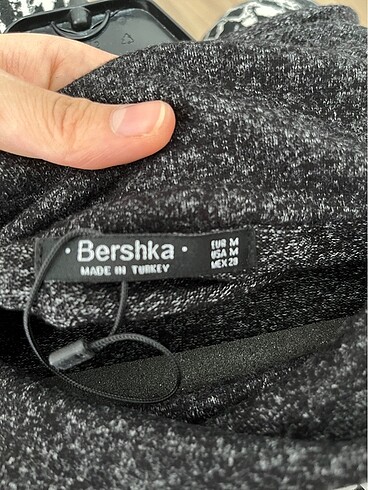 · Bershka ·
MADE IN TURKEY
EUR M
USA M
MEX 28